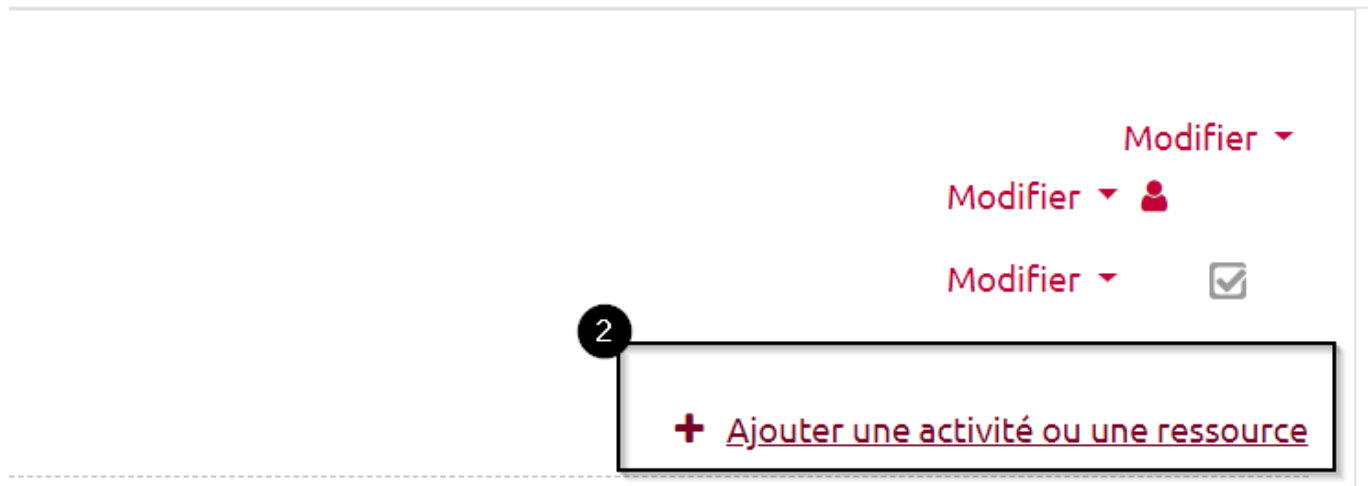 Modifier
Modifier
Modifier
2
Ajouter une activité ou une ressource